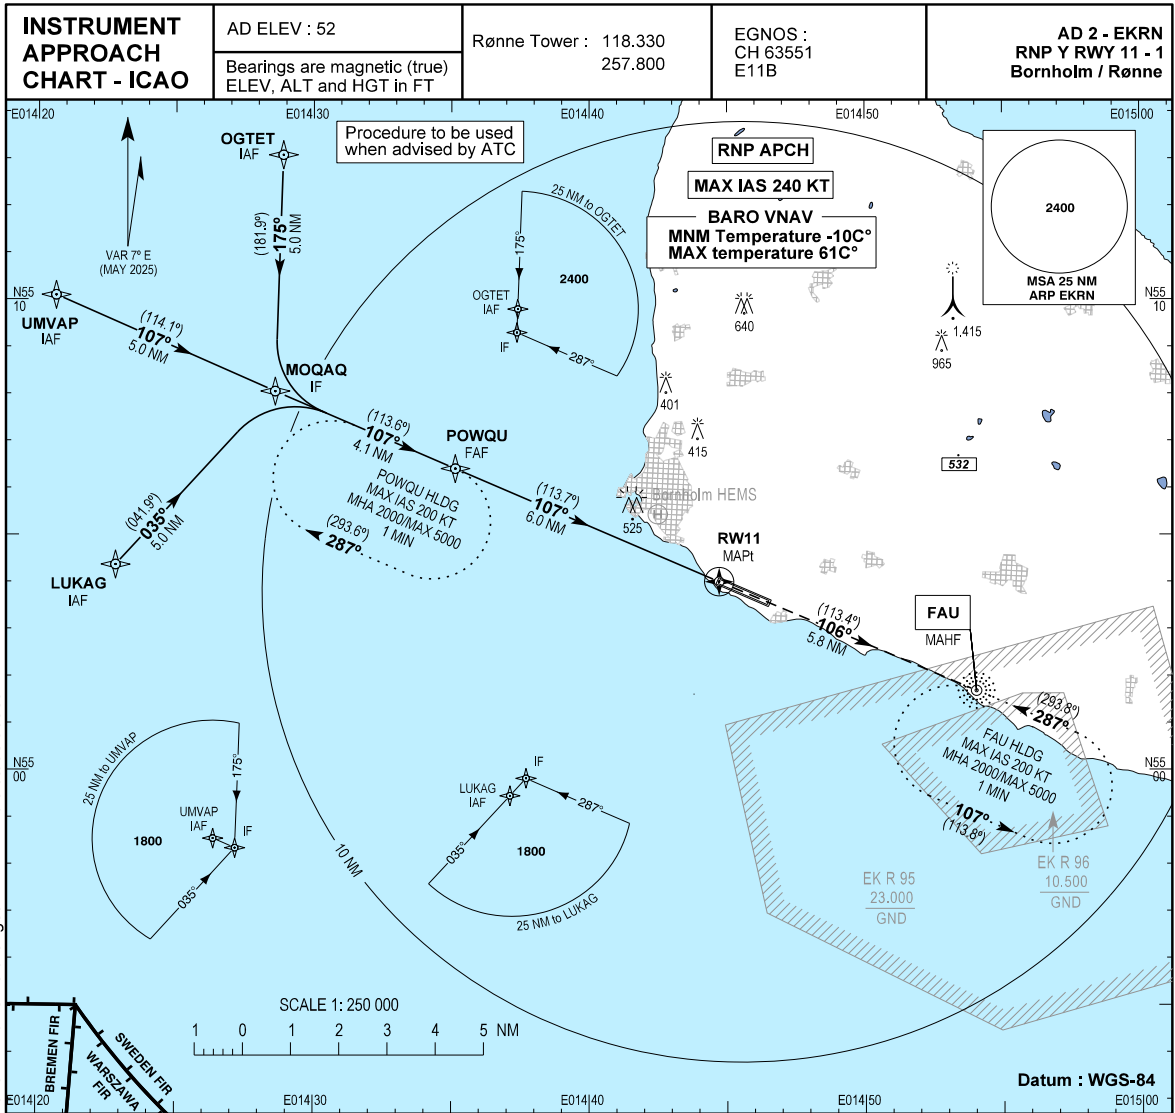 INSTRUMENT
APPROACH
CHART - ICAO
AD ELEV : 52
Bearings are magnetic (true)
ELEV, ALT and HGT in FT
Rønne Tower : 118.330
257.800
EGNOS :
CH 63551
E11B
AD 2 - EKRN
RNP Y RWY 11 - 1
Bornholm / Rønne
E014|20
E014|30
E014|40
E014|50
E015|00
OGTET
IAF
Procedure to be used
when advised by ATC
RNP APCH
MAX IAS 240 KT
BARO VNAV
MNM Temperature -10C°
MAX temperature 61C°
2400
MSA 25 NM
ARP EKRN
VAR 7° E
(MAY 2025)
(181.9°)
175°
5.0 NM
25 NM to OGTET
175°
2400
OGTET
IAF
IF
287°
N55
10
N55
10
UMVAP
IAF
(114.1°)
107°
5.0 NM
640
1,415
965
MOQAQ
IF
401
415
(113.6°)
107°
4.1 NM
POWQU
FAF
532
POWQU HLDG
MAX IAS 200 KT
MHA 2000/MAX 5000
1 MIN
(293.6°)
287°
(113.7°)
107°
6.0 NM
Bornholm HEMS
525
(041.9°)
035°
5.0 NM
LUKAG
IAF
RW11
MAPt
(113.4°)
106°
5.8 NM
FAU
MAHF
(293.8°)
287°
FAU HLDG
MAX IAS 200 KT
MHA 2000/MAX 5000
1 MIN
107°
(113.8°)
N55
00
N55
00
25 NM to UMVAP
175°
UMVAP
IAF
IF
1800
035°
LUKAG
IAF
IF
287°
035°
1800
25 NM to LUKAG
10 NM
EK R 95
23.000
GND
EK R 96
10.500
GND
SCALE 1: 250 000
1 0 1 2 3 4 5 NM
BREMEN FIR
SWEDEN FIR
WARSZAWA
FIR
Datum : WGS-84
E014|20
E014|30
E014|40
E014|50
E015|00